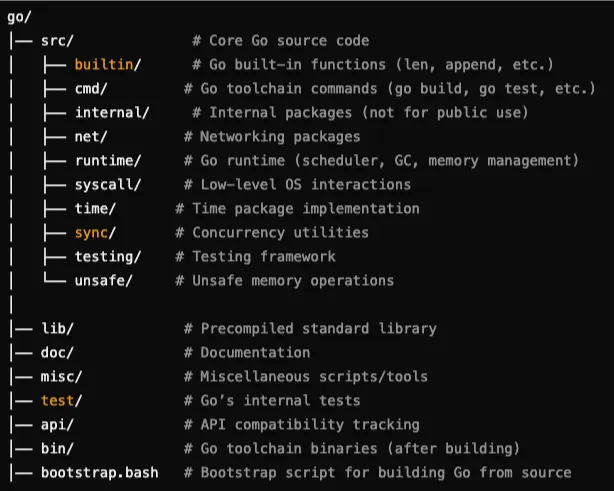 go/
├── src/ # Core Go source code
│ ├── builtin/ # Go built-in functions (len, append, etc.)
│ ├── cmd/ # Go toolchain commands (go build, go test, etc.)
│ ├── internal/ # Internal packages (not for public use)
│ ├── net/ # Networking packages
│ ├── runtime/ # Go runtime (scheduler, GC, memory management)
│ ├── syscall/ # Low-level OS interactions
│ ├── time/ # Time package implementation
│ ├── sync/ # Concurrency utilities
│ ├── testing/ # Testing framework
│ └── unsafe/ # Unsafe memory operations
│
├── lib/ # Precompiled standard library
├── doc/ # Documentation
├── misc/ # Miscellaneous scripts/tools
├── test/ # Go’s internal tests
├── api/ # API compatibility tracking
├── bin/ # Go toolchain binaries (after building)
├── bootstrap.bash # Bootstrap script for building Go from source